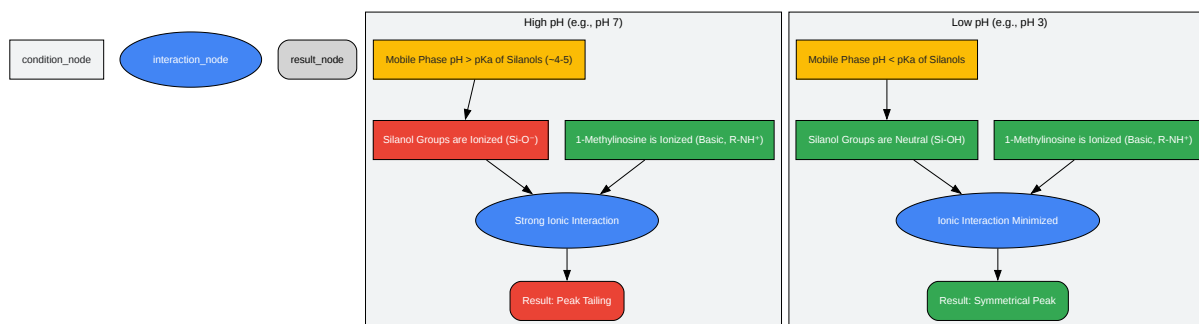 High pH (e.g., pH 7)
Low pH (e.g., pH 3)
condition_node
interaction_node
result_node
Mobile Phase pH > pKa of Silanols (~4-5)
Mobile Phase pH < pKa of Silanols
Silanol Groups are Ionized (Si-O⁻)
1-Methylinosine is Ionized (Basic, R-NH⁺)
Silanol Groups are Neutral (Si-OH)
1-Methylinosine is Ionized (Basic, R-NH⁺)
Strong Ionic Interaction
Ionic Interaction Minimized
Result: Peak Tailing
Result: Symmetrical Peak